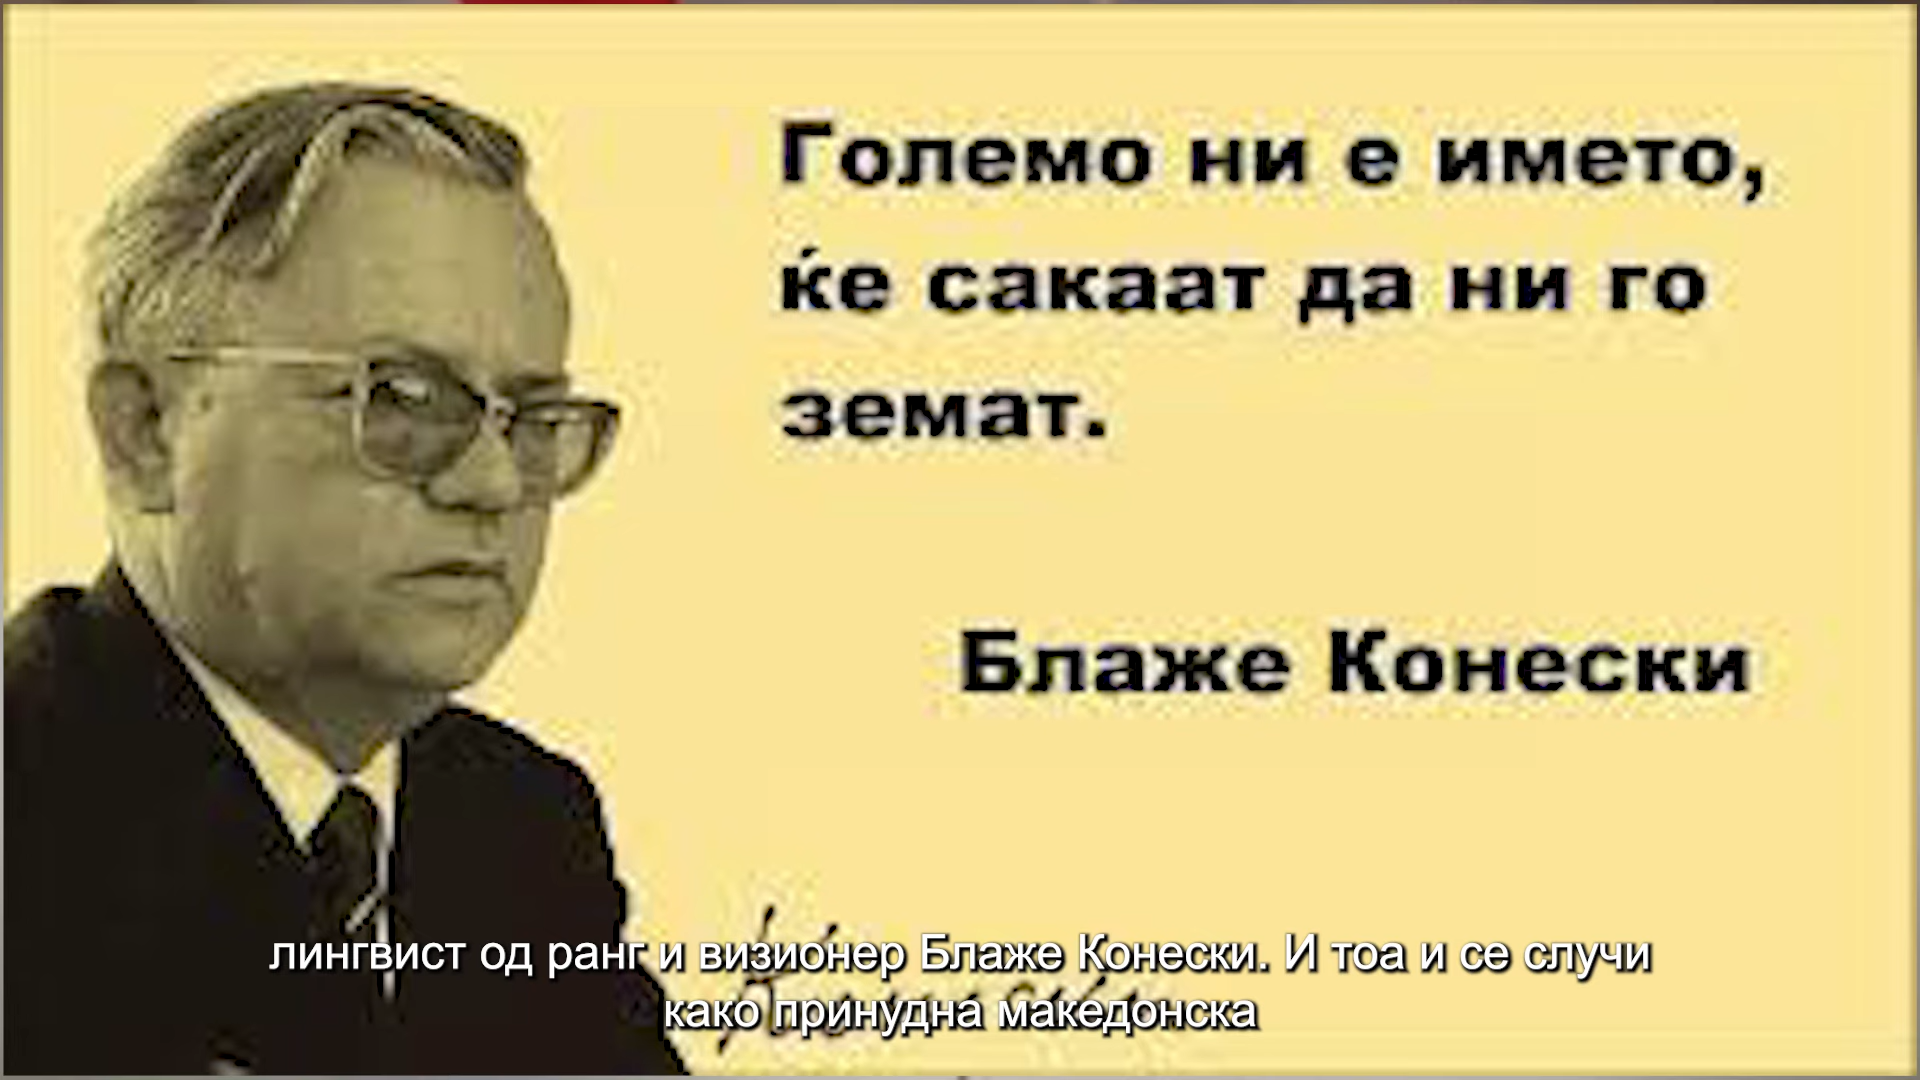 Големо ни е името,
ќе сакаат да ни го
земат.
Блаже Конески
лингвист од ранг и визионер Блаже Конески. И тоа и се случи
како принудна македонска